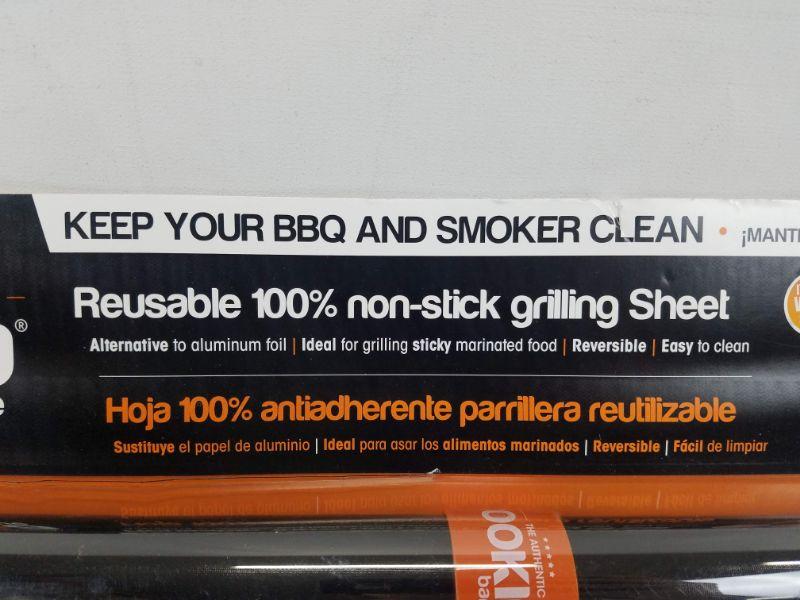 KEEP YOUR BBQ AND SMOKER CLEAN •
Reusable 100% non-stick grilling Sheet
®
Alternative to aluminum foil | Ideal for grilling sticky marinated food | Reversible | Easy to clean
Hoja 100% antiadherente parrillera reutilizable
Sustituye el papel de aluminio | Ideal para asar los alimentos marinados | Reversible | Fácil de limpiar
THE AUTHENTIC